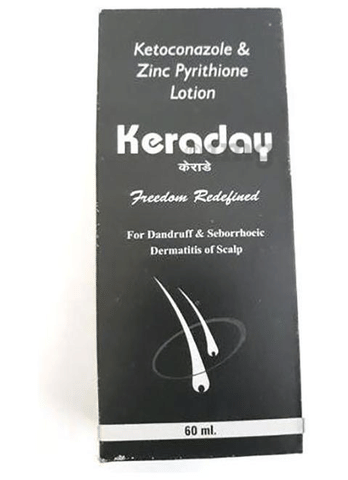 Ketoconazole &
Zinc Pyrithione
Lotion
Keraday
केराडे
Freedom Redefined
For Dandruff & Seborrhoeic
Dermatitis of Scalp
60 ml.